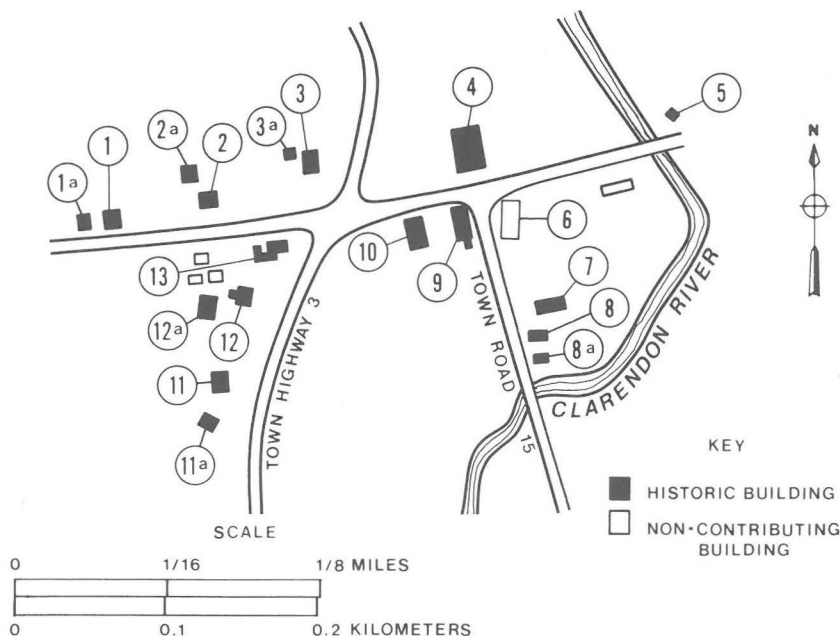 4
5
3
3a
2a
2
1
1a
N
6
10
9
13
7
12a
12
8
8a
11
11a
TOWN HIGHWAY 3
TOWN ROAD 15
CLARENDON RIVER
KEY
HISTORIC BUILDING
NON-CONTRIBUTING
BUILDING
SCALE
0 1/16 1/8 MILES
0 0.1 0.2 KILOMETERS